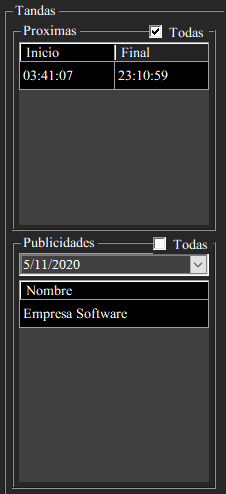 Tandas
Proximas Todas
Inicio Final
03:41:07 23:10:59
Publicidades Todas
5/11/2020
Nombre
Empresa Software